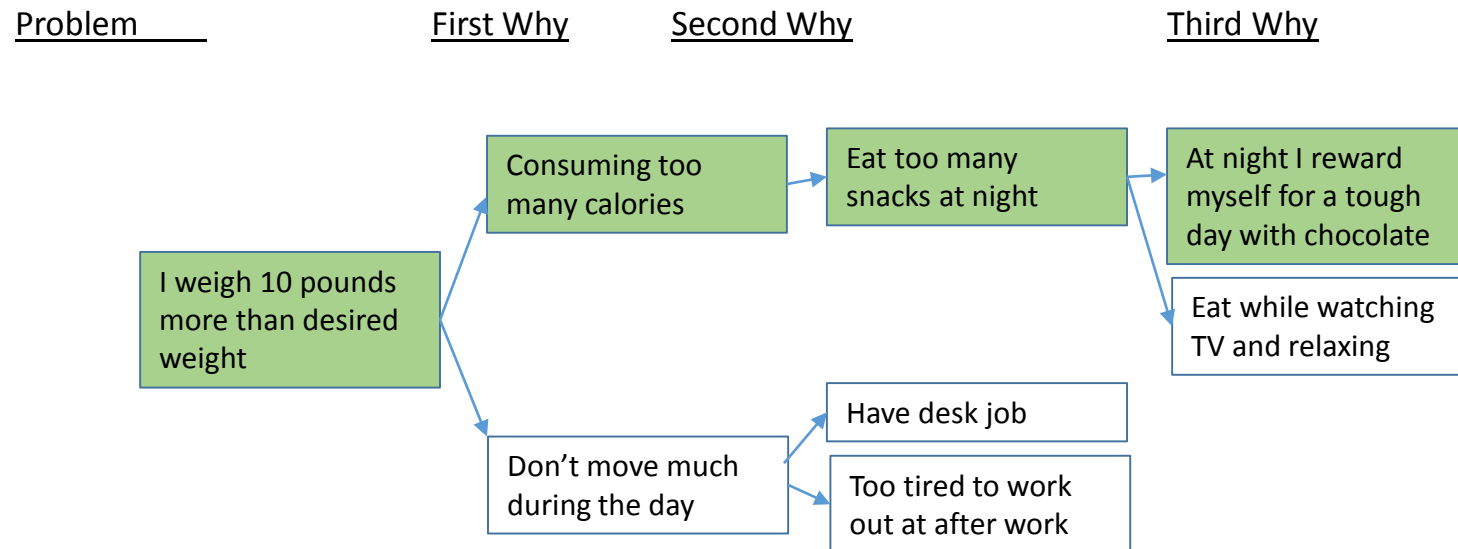 Problem
First Why
Second Why
Third Why
I weigh 10 pounds
more than desired
weight
Consuming too
many calories
Eat too many
snacks at night
At night I reward
myself for a tough
day with chocolate
Eat while watching
TV and relaxing
Don’t move much
during the day
Have desk job
Too tired to work
out at after work